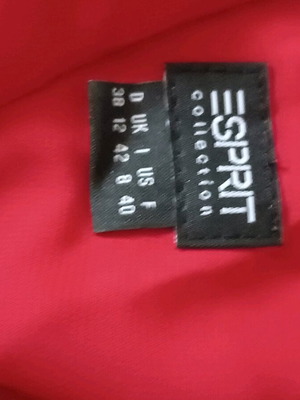 ESPRIT
collection
D UK I US F
38 12 42 8 40